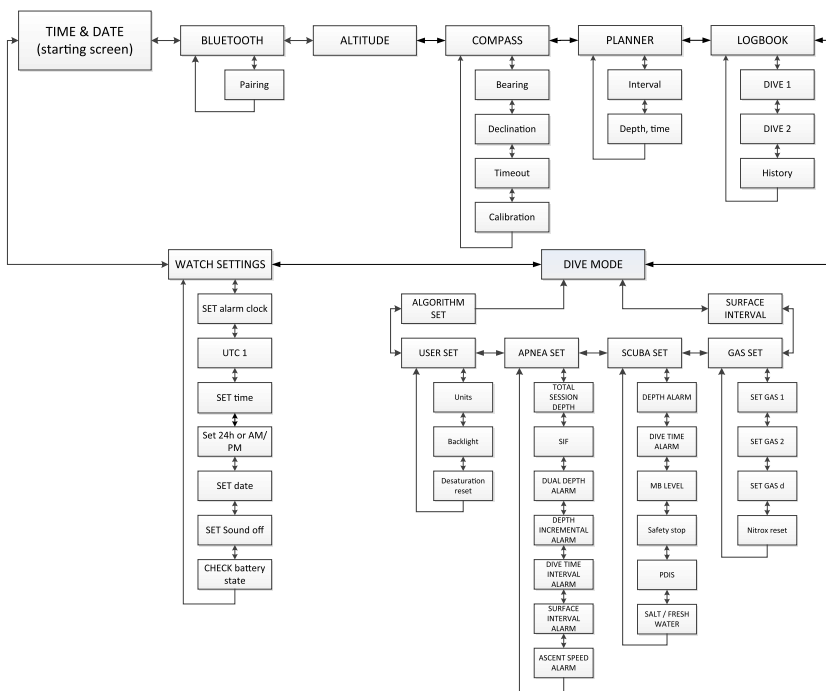 TIME & DATE
(starting screen)
BLUETOOTH
ALTITUDE
COMPASS
PLANNER
LOGBOOK
Pairing
Bearing
Declination
Timeout
Calibration
Interval
Depth, time
DIVE 1
DIVE 2
History
WATCH SETTINGS
DIVE MODE
SET alarm clock
UTC 1
SET time
Set 24h or AM/
PM
SET date
SET Sound off
CHECK battery
state
ALGORITHM
SET
SURFACE
INTERVAL
USER SET
APNEA SET
SCUBA SET
GAS SET
Units
Backlight
Desaturation
reset
TOTAL
SESSION
DEPTH
SIF
DUAL DEPTH
ALARM
DEPTH
INCREMENTAL
ALARM
DIVE TIME
INTERVAL ALARM
SURFACE
INTERVAL
ALARM
ASCENT SPEED
ALARM
DEPTH ALARM
DIVE TIME
ALARM
MB LEVEL
Safety stop
PDIS
SALT / FRESH
WATER
SET GAS 1
SET GAS 2
SET GAS d
Nitrox reset